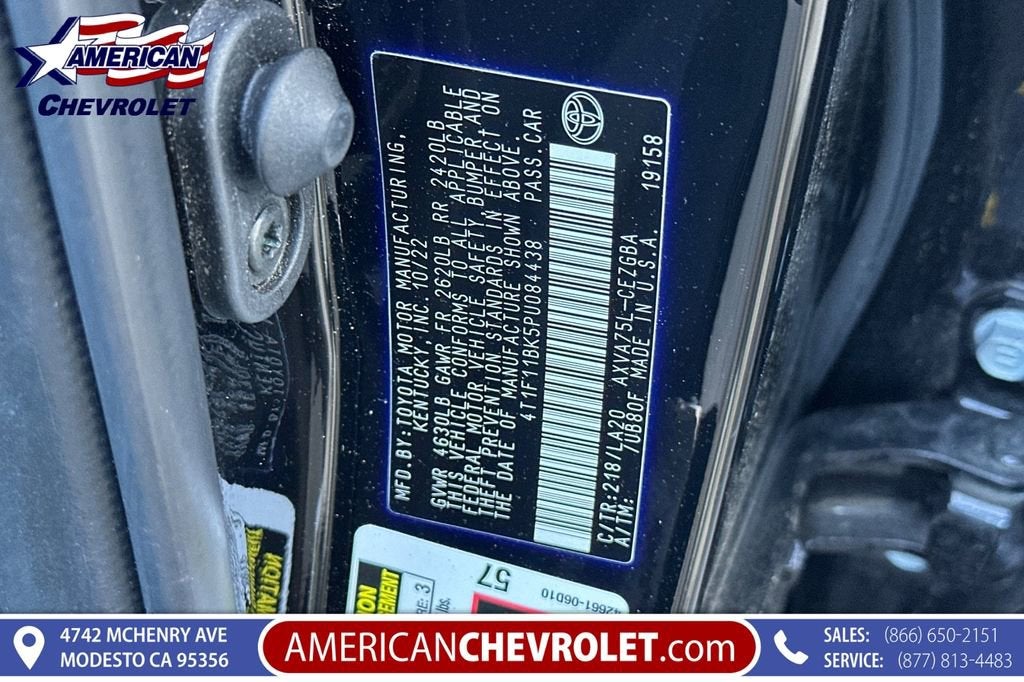 AMERICAN
CHEVROLET
MFD.BY:TOYOTA MOTOR MANUFACTURING,
KENTUCKY,INC. 10/22
GVWR 4630LB GAWR FR 2620LB RR 2420LB
THIS VEHICLE CONFORMS TO ALL APPLICABLE
FEDERAL MOTOR VEHICLE SAFETY, BUMPER, AND
THEFT PREVENTION STANDARDS IN EFFECT ON
THE DATE OF MANUFACTURE SHOWN ABOVE.
4T1F11BK5PU084438 PASS.CAR
C/TR:218/LA20 AXVA75L-CEZGBA
A/TM: /UB80F MADE IN U.S.A. 19158
57
42661-06D10
4742 MCHENRY AVE
MODESTO CA 95356
AMERICANCHEVROLET.com
SALES: (866) 650-2151
SERVICE: (877) 813-4483